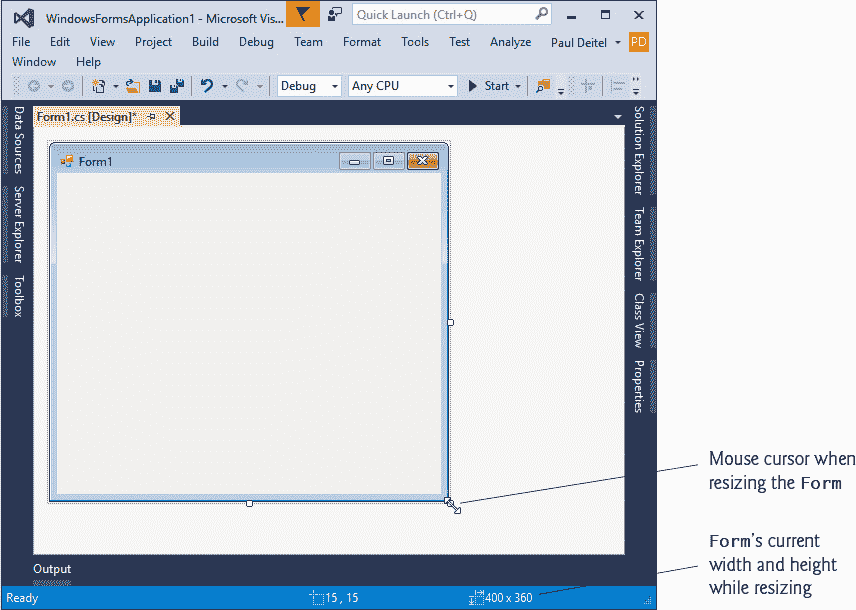 WindowsFormsApplication1 - Microsoft Vis...
Quick Launch (Ctrl+Q)
File Edit View Project Build Debug Team Format Tools Test Analyze Paul Deitel PD
Window Help
Debug Any CPU Start
Form1.cs [Design]*
Data Sources
Server Explorer
Toolbox
Form1
Solution Explorer
Team Explorer
Class View
Properties
Mouse cursor when
resizing the Form
Form's current
width and height
while resizing
Output
Ready 15 , 15 400 x 360